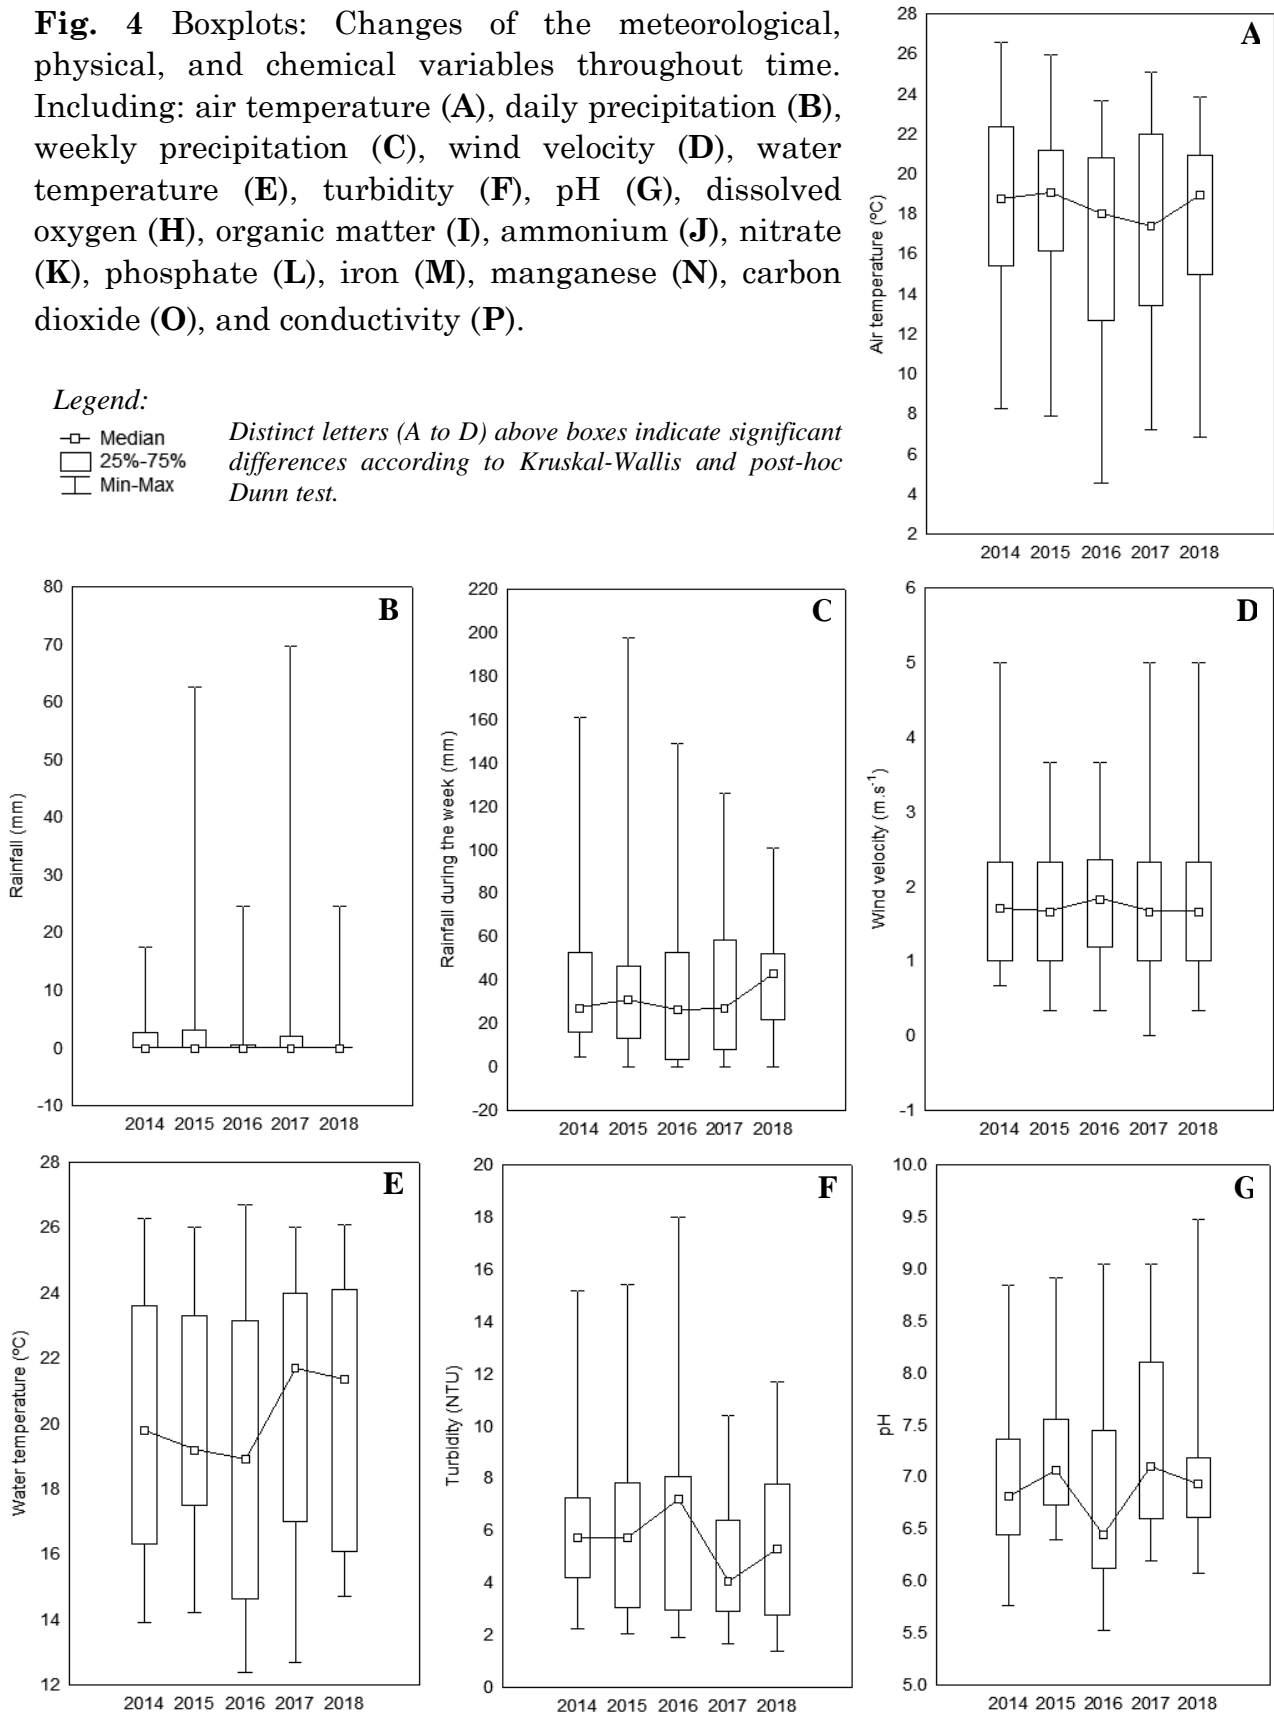 Fig. 4 Boxplots: Changes of the meteorological,
physical, and chemical variables throughout time.
Including: air temperature (A), daily precipitation (B),
weekly precipitation (C), wind velocity (D), water
temperature (E), turbidity (F), pH (G), dissolved
oxygen (H), organic matter (I), ammonium (J), nitrate
(K), phosphate (L), iron (M), manganese (N), carbon
dioxide (O), and conductivity (P).
Legend:
Median
25%-75%
Min-Max
Distinct letters (A to D) above boxes indicate significant
differences according to Kruskal-Wallis and post-hoc
Dunn test.
A
Air temperature (ºC)
28
26
24
22
20
18
16
14
12
10
8
6
4
2
2014 2015 2016 2017 2018
B
Rainfall (mm)
80
70
60
50
40
30
20
10
0
-10
2014 2015 2016 2017 2018
C
Rainfall during the week (mm)
220
200
180
160
140
120
100
80
60
40
20
0
-20
2014 2015 2016 2017 2018
D
Wind velocity (m.s-1)
6
5
4
3
2
1
0
-1
2014 2015 2016 2017 2018
E
Water temperature (ºC)
28
26
24
22
20
18
16
14
12
2014 2015 2016 2017 2018
F
Turbidity (NTU)
20
18
16
14
12
10
8
6
4
2
0
2014 2015 2016 2017 2018
G
pH
10.0
9.5
9.0
8.5
8.0
7.5
7.0
6.5
6.0
5.5
5.0
2014 2015 2016 2017 2018